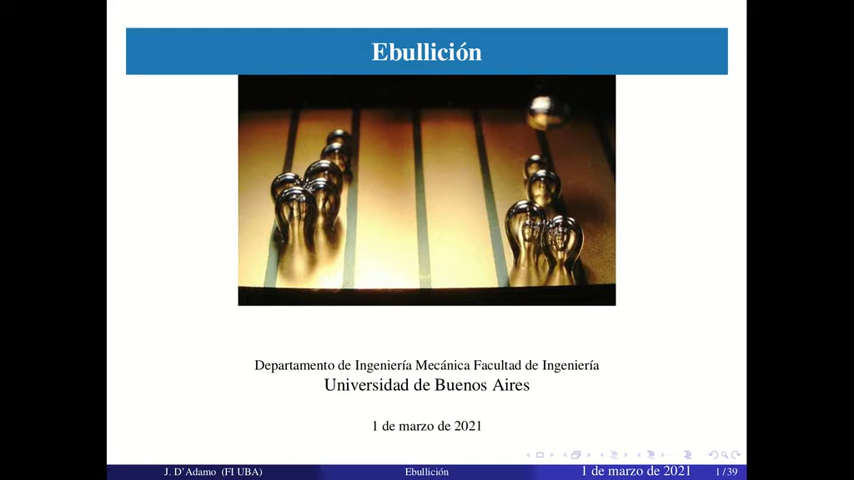 Ebullición
Departamento de Ingeniería Mecánica Facultad de Ingeniería
Universidad de Buenos Aires
1 de marzo de 2021
J. D'Adamo (FI UBA)
Ebullición
1 de marzo de 2021
1 / 39